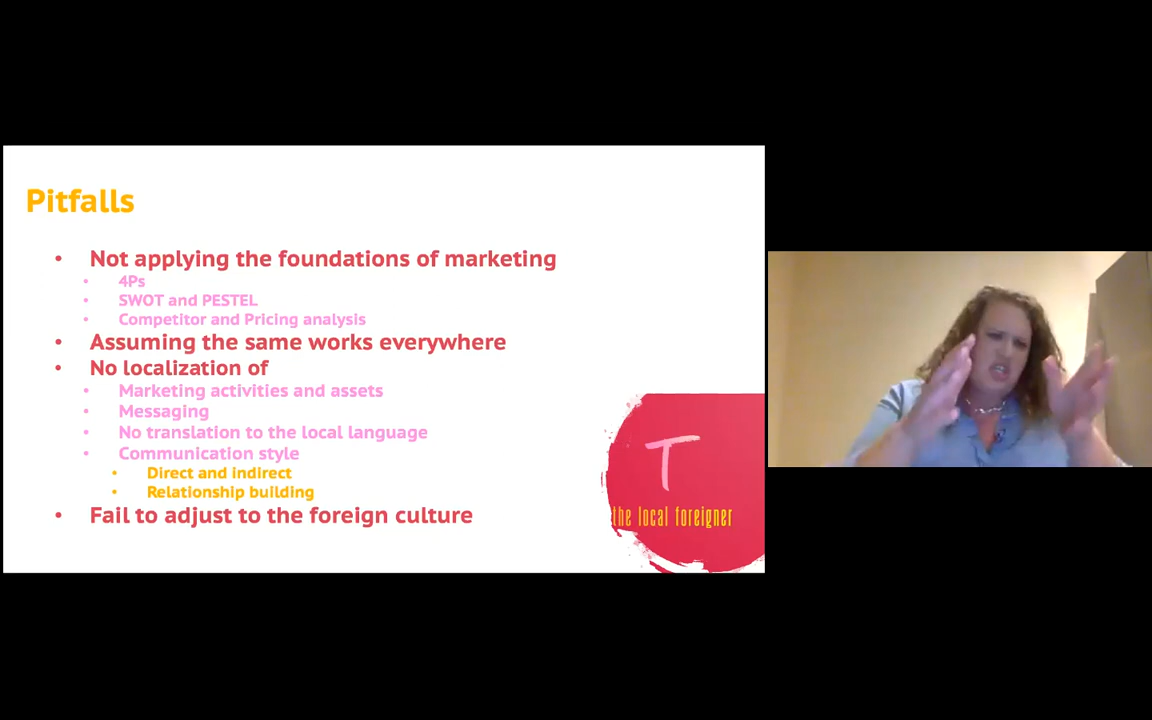 Pitfalls
• Not applying the foundations of marketing
• 4Ps
• SWOT and PESTEL
• Competitor and Pricing analysis
• Assuming the same works everywhere
• No localization of
• Marketing activities and assets
• Messaging
• No translation to the local language
• Communication style
• Direct and indirect
• Relationship building
• Fail to adjust to the foreign culture
T
the local foreigner